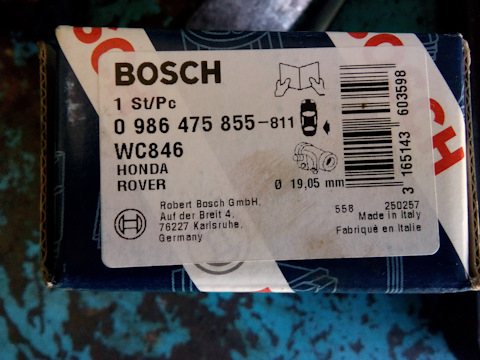 BOSCH
1 St/Pc
0 986 475 855-811
WC846
HONDA
ROVER
Ø 19,05 mm
Robert Bosch GmbH,
Auf der Breit 4,
76227 Karlsruhe,
Germany
558 250257
Made in Italy
Fabriqué en Italie
3 165143 603598